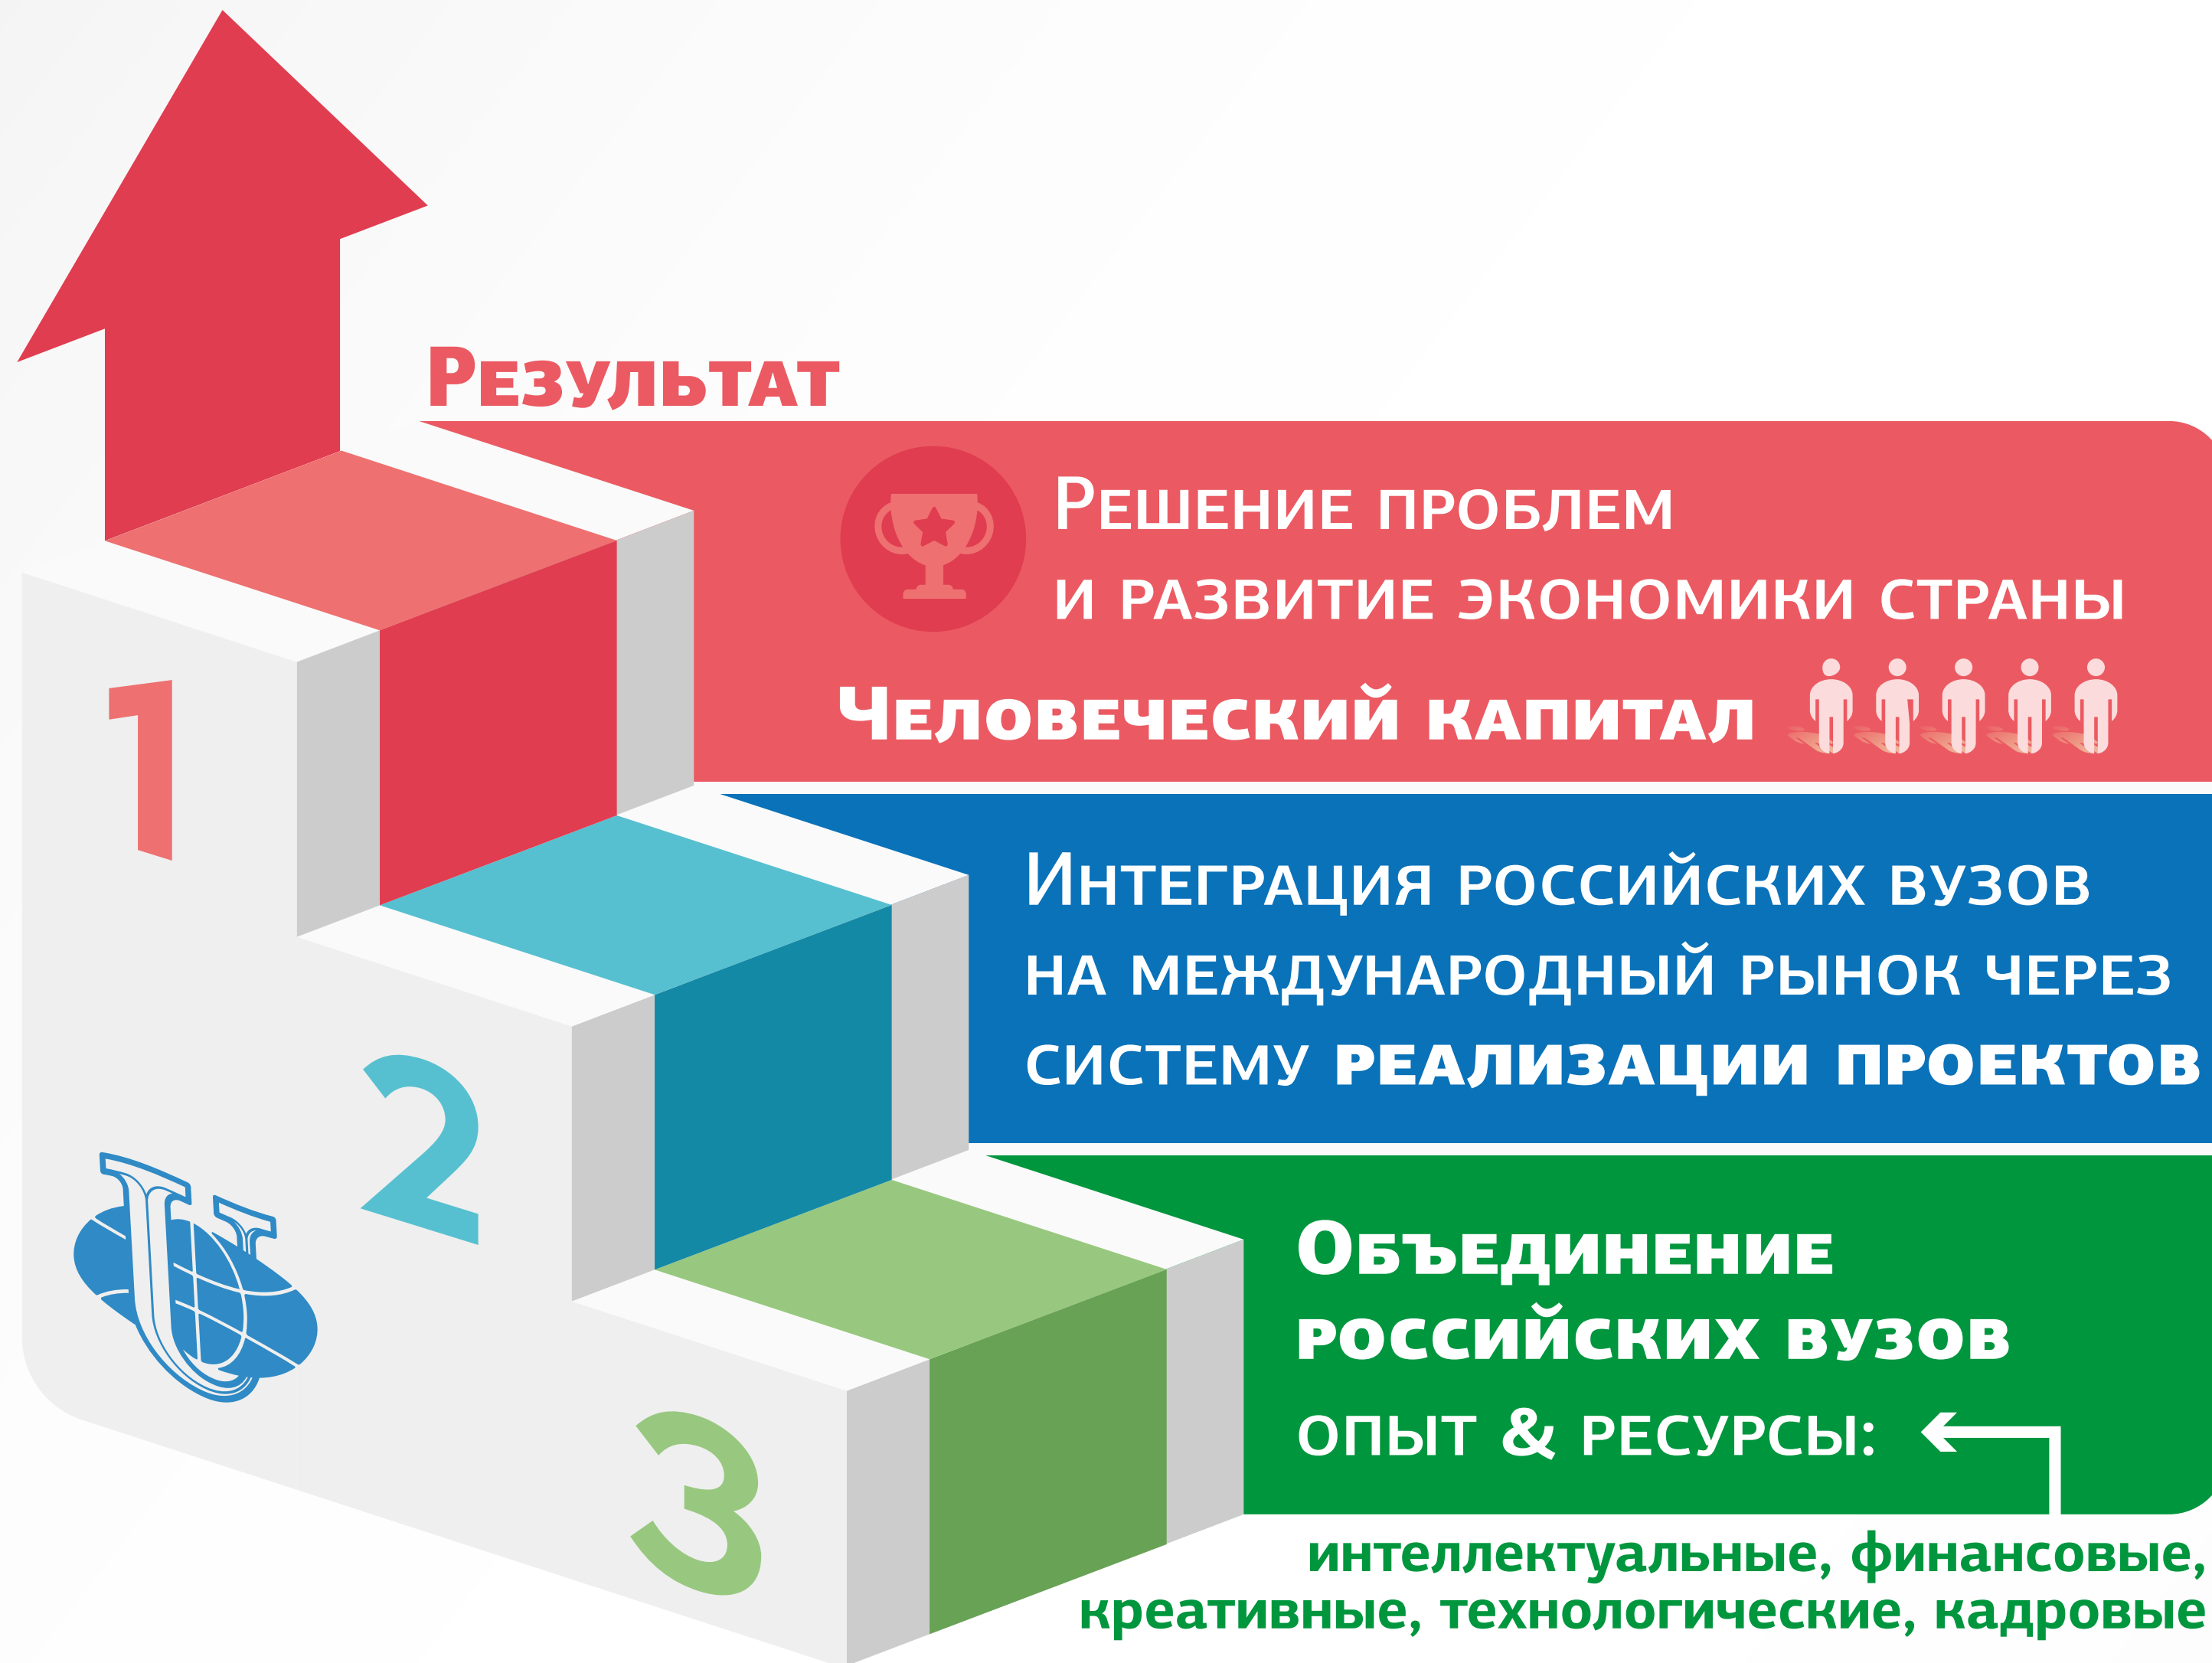 Результат
Решение проблем
и развитие экономики страны
Человеческий капитал
1
Интеграция российских вузов
на международный рынок через
систему реализации проектов
2
Объединение
российских вузов
опыт & ресурсы:
3
интеллектуальные, финансовые,
креативные, технологические, кадровые